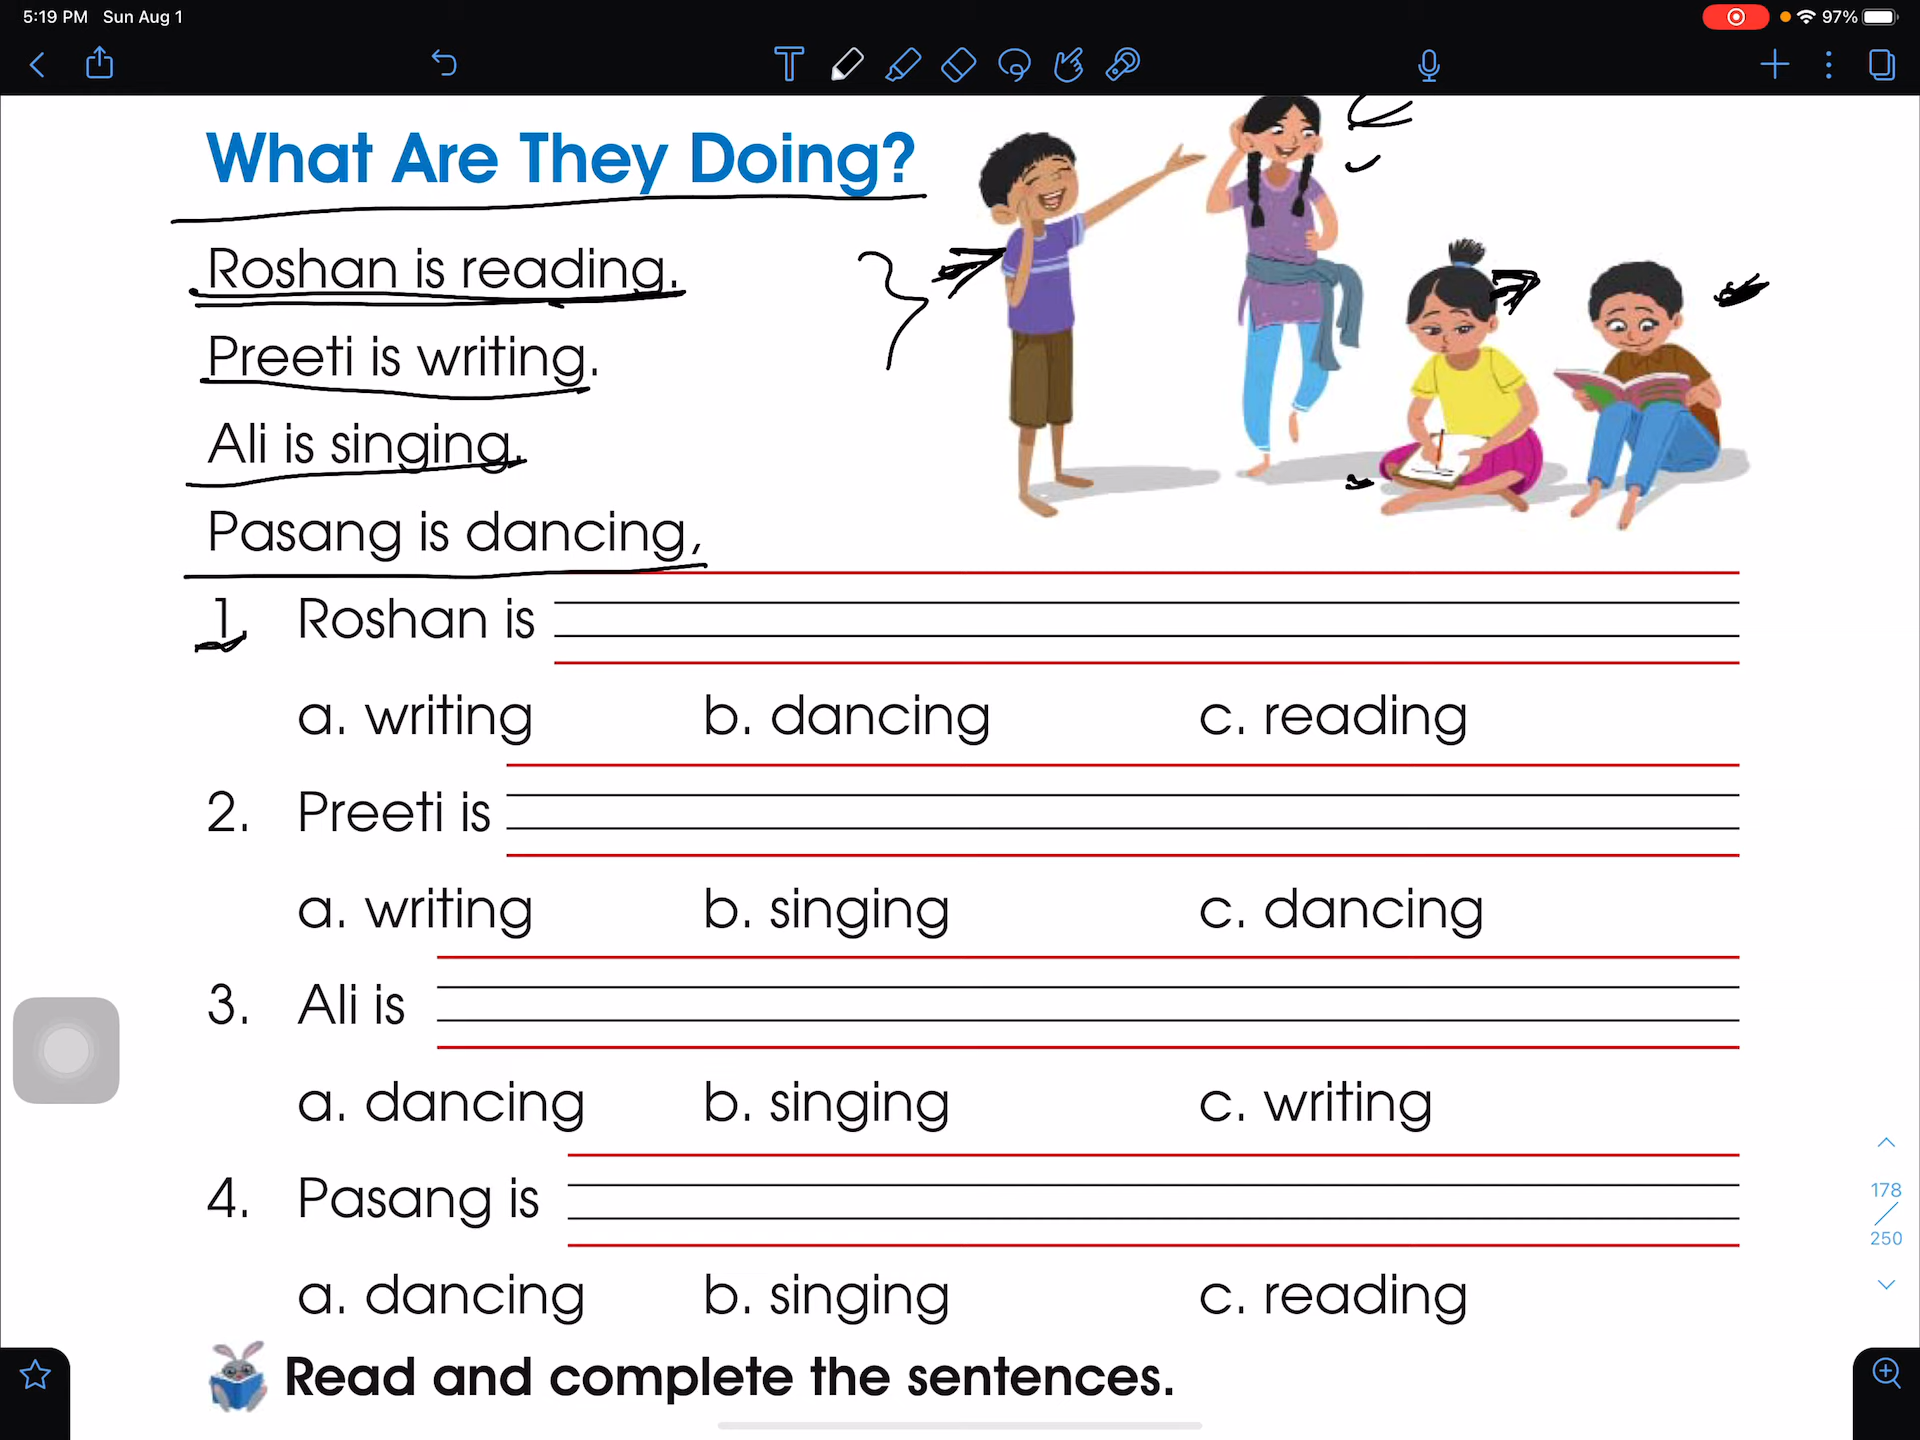 5:19 PM Sun Aug 1
97%
What Are They Doing?
Roshan is reading.
Preeti is writing.
Ali is singing.
Pasang is dancing,
1. Roshan is
a. writing b. dancing c. reading
2. Preeti is
a. writing b. singing c. dancing
3. Ali is
a. dancing b. singing c. writing
4. Pasang is
a. dancing b. singing c. reading
178
250
Read and complete the sentences.